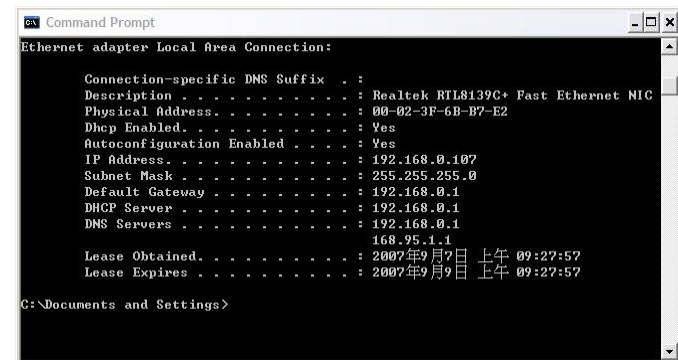 Command Prompt
Ethernet adapter Local Area Connection:
Connection-specific DNS Suffix . :
Description . . . . . . . . . . . : Realtek RTL8139C+ Fast Ethernet NIC
Physical Address. . . . . . . . . : 00-02-3F-6B-B7-E2
Dhcp Enabled. . . . . . . . . . . : Yes
Autoconfiguration Enabled . . . . : Yes
IP Address. . . . . . . . . . . . : 192.168.0.107
Subnet Mask . . . . . . . . . . . : 255.255.255.0
Default Gateway . . . . . . . . . : 192.168.0.1
DHCP Server . . . . . . . . . . . : 192.168.0.1
DNS Servers . . . . . . . . . . . : 192.168.0.1
168.95.1.1
Lease Obtained. . . . . . . . . . : 2007年9月7日 上午 09:27:57
Lease Expires . . . . . . . . . . : 2007年9月9日 上午 09:27:57
C:\Documents and Settings>